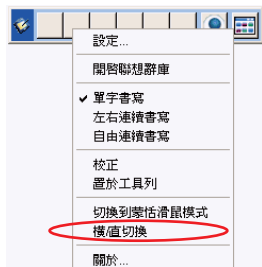 設定...
開啓聯想辭庫
單字書寫
左右連續書寫
自由連續書寫
校正
置於工具列
切換到蒙恬滑鼠模式
橫/直切換
關於...